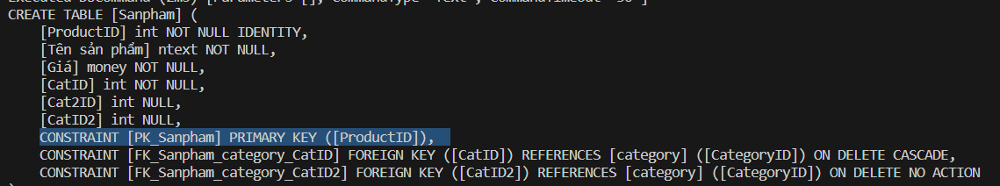 CREATE TABLE [Sanpham] (
[ProductID] int NOT NULL IDENTITY,
[Tên sản phẩm] ntext NOT NULL,
[Giá] money NOT NULL,
[CatID] int NOT NULL,
[Cat2ID] int NULL,
[CatID2] int NULL,
CONSTRAINT [PK_Sanpham] PRIMARY KEY ([ProductID]),
CONSTRAINT [FK_Sanpham_category_CatID] FOREIGN KEY ([CatID]) REFERENCES [category] ([CategoryID]) ON DELETE CASCADE,
CONSTRAINT [FK_Sanpham_category_CatID2] FOREIGN KEY ([CatID2]) REFERENCES [category] ([CategoryID]) ON DELETE NO ACTION